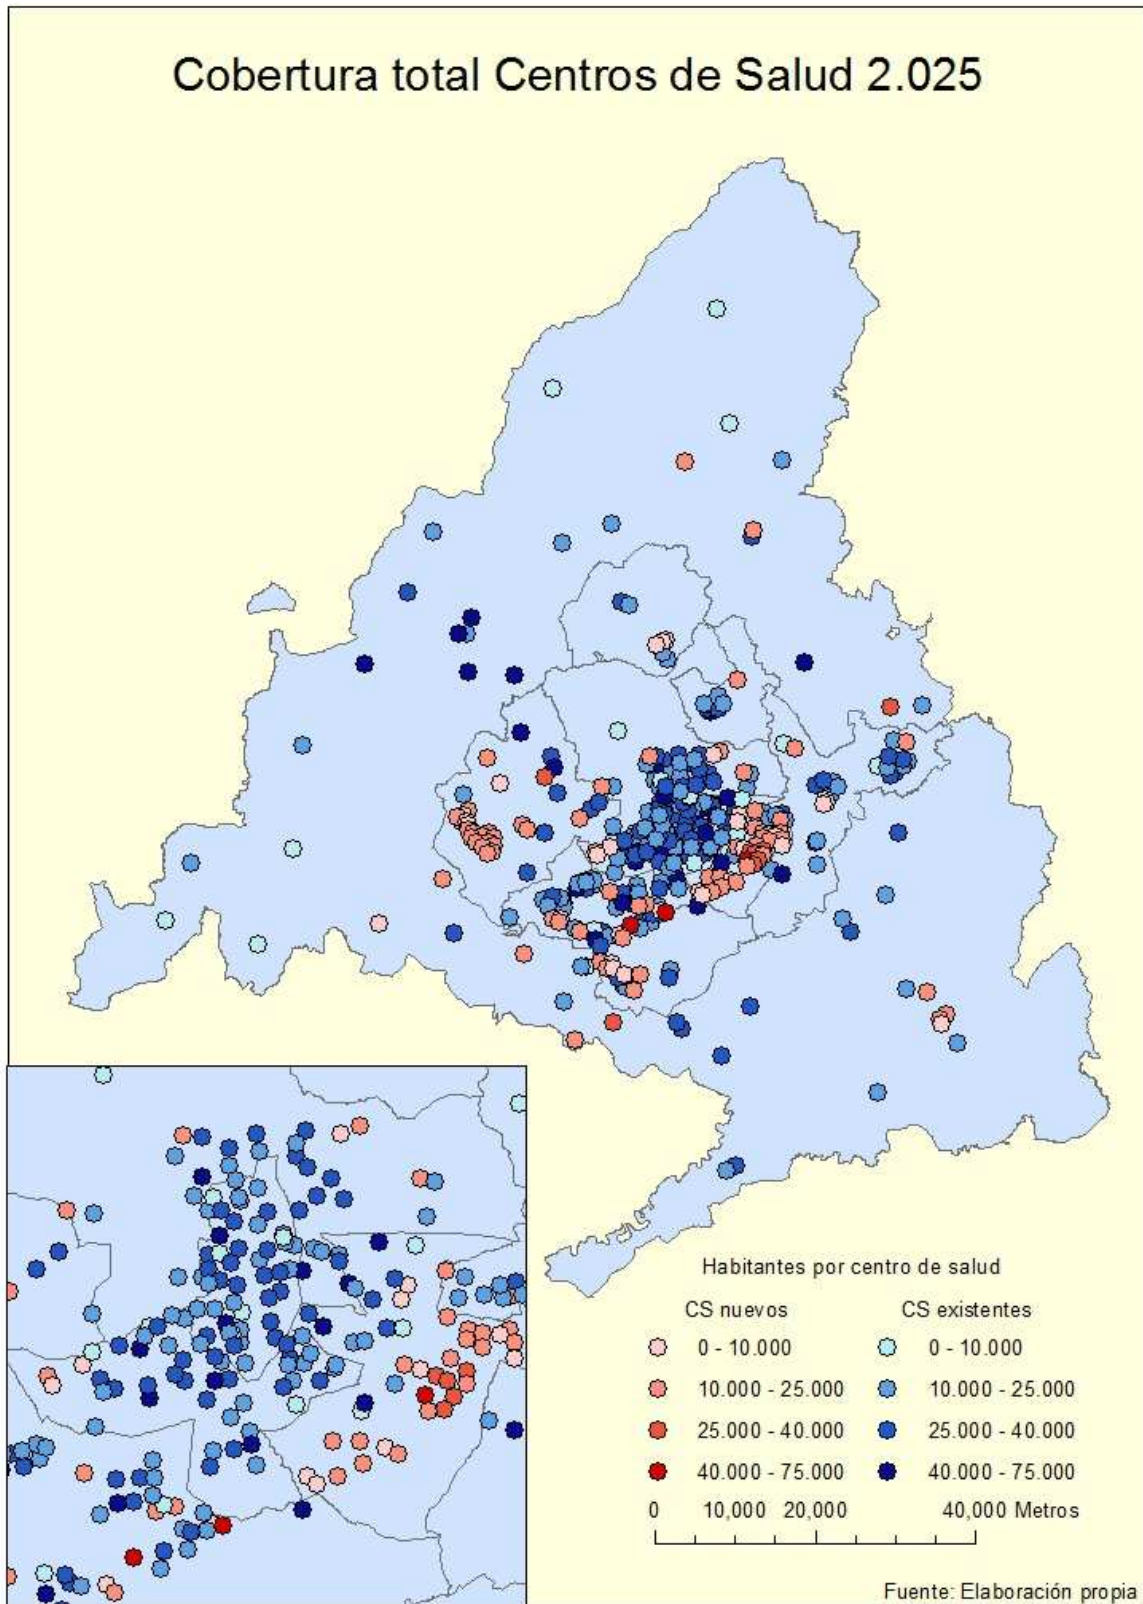 Cobertura total Centros de Salud 2.025
Habitantes por centro de salud
CS nuevos CS existentes
0 - 10.000 0 - 10.000
10.000 - 25.000 10.000 - 25.000
25.000 - 40.000 25.000 - 40.000
40.000 - 75.000 40.000 - 75.000
0 10,000 20,000 40,000 Metros
Fuente: Elaboración propia